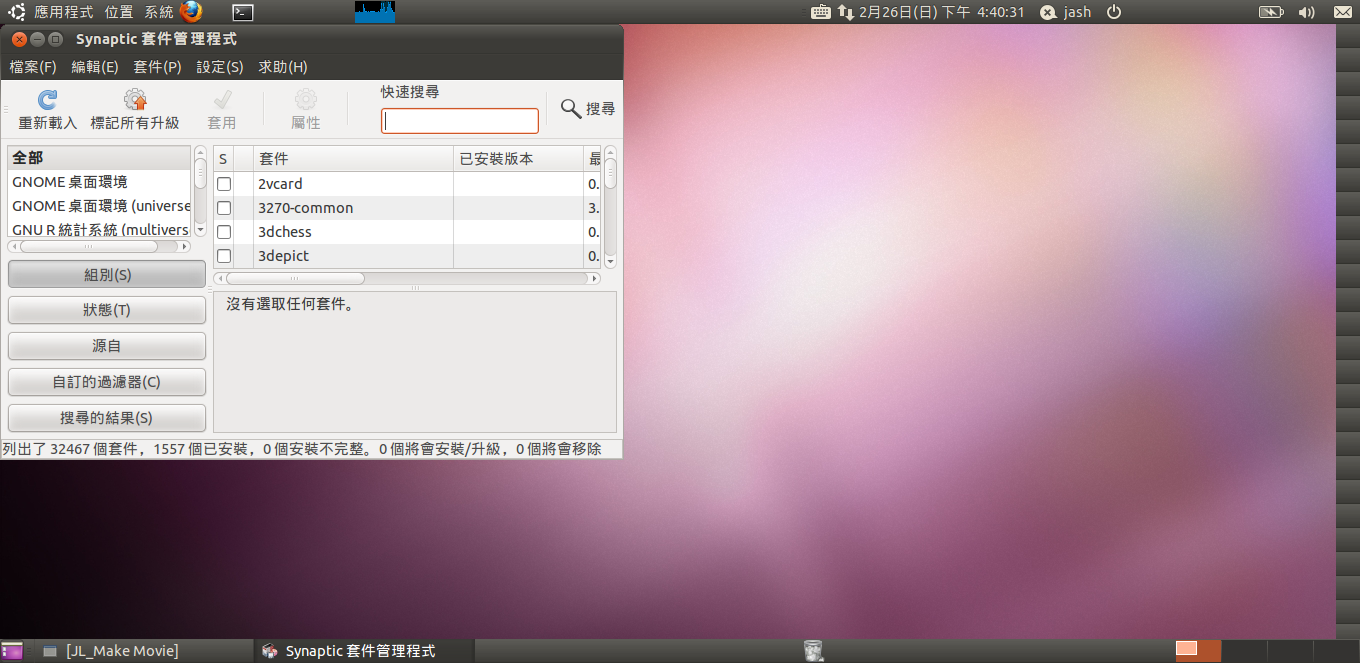 應用程式 位置 系統 2月26日(日) 下午 4:40:31 jash
Synaptic 套件管理程式
檔案(F) 編輯(E) 套件(P) 設定(S) 求助(H)
重新載入 標記所有升級 套用 屬性 快速搜尋 搜尋
全部
GNOME 桌面環境
GNOME 桌面環境 (universe
GNU R 統計系統 (multivers
S 套件 已安裝版本 最
2vcard 0.
3270-common 3.
3dchess 0.
3depict 0.
組別(S)
狀態(T)
源自
自訂的過濾器(C)
搜尋的結果(S)
沒有選取任何套件。
列出了 32467 個套件，1557 個已安裝，0 個安裝不完整。0 個將會安裝/升級，0 個將會移除
[JL_Make Movie] Synaptic 套件管理程式